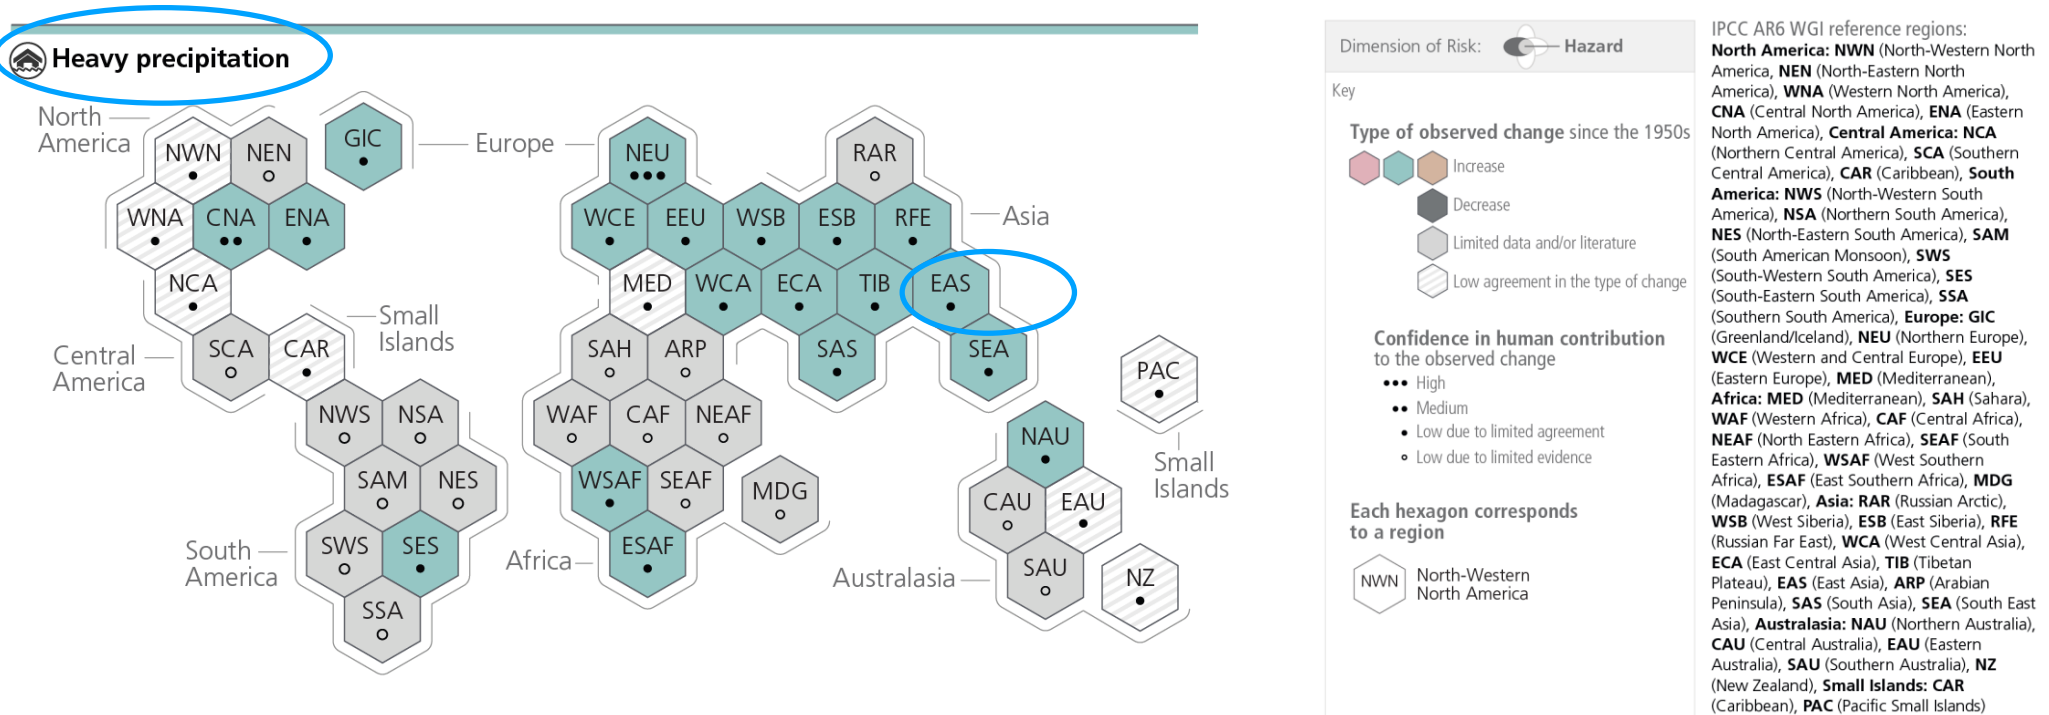 Heavy precipitation
North
America
NWN
NEN
GIC
Europe
NEU
RAR
WNA
CNA
ENA
WCE
EEU
WSB
ESB
RFE
Asia
NCA
MED
WCA
ECA
TIB
EAS
Small
Islands
Central
America
SCA
CAR
SAH
ARP
SAS
SEA
PAC
NWS
NSA
WAF
CAF
NEAF
NAU
Small
Islands
SAM
NES
WSAF
SEAF
MDG
CAU
EAU
South
America
SWS
SES
Africa
ESAF
Australasia
SAU
NZ
SSA
Dimension of Risk:
Hazard
Key
Type of observed change since the 1950s
Increase
Decrease
Limited data and/or literature
Low agreement in the type of change
Confidence in human contribution
to the observed change
High
Medium
Low due to limited agreement
Low due to limited evidence
Each hexagon corresponds
to a region
NWN
North-Western
North America
IPCC AR6 WGI reference regions:
North America: NWN (North-Western North
America, NEN (North-Eastern North
America), WNA (Western North America),
CNA (Central North America), ENA (Eastern
North America), Central America: NCA
(Northern Central America), SCA (Southern
Central America), CAR (Caribbean), South
America: NWS (North-Western South
America), NSA (Northern South America),
NES (North-Eastern South America), SAM
(South American Monsoon), SWS
(South-Western South America), SES
(South-Eastern South America), SSA
(Southern South America), Europe: GIC
(Greenland/Iceland), NEU (Northern Europe),
WCE (Western and Central Europe), EEU
(Eastern Europe), MED (Mediterranean),
Africa: MED (Mediterranean), SAH (Sahara),
WAF (Western Africa), CAF (Central Africa),
NEAF (North Eastern Africa), SEAF (South
Eastern Africa), WSAF (West Southern
Africa), ESAF (East Southern Africa), MDG
(Madagascar), Asia: RAR (Russian Arctic),
WSB (West Siberia), ESB (East Siberia), RFE
(Russian Far East), WCA (West Central Asia),
ECA (East Central Asia), TIB (Tibetan
Plateau), EAS (East Asia), ARP (Arabian
Peninsula), SAS (South Asia), SEA (South East
Asia), Australasia: NAU (Northern Australia),
CAU (Central Australia), EAU (Eastern
Australia), SAU (Southern Australia), NZ
(New Zealand), Small Islands: CAR
(Caribbean), PAC (Pacific Small Islands)